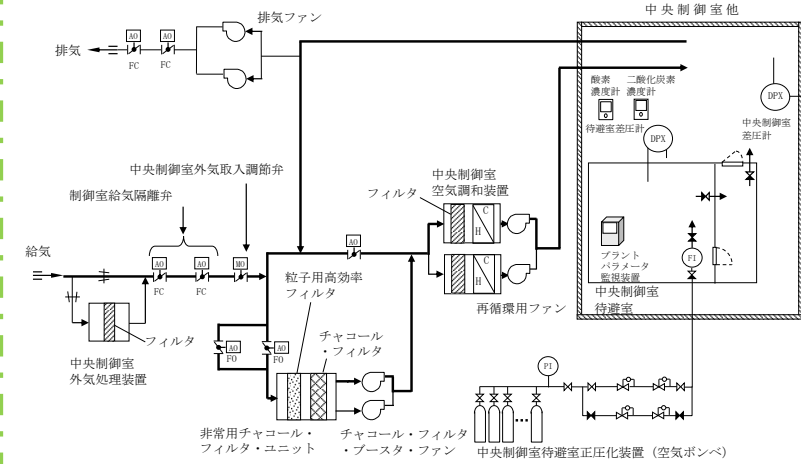 中央制御室他
排気ファン
排気
AO
AO
FC
FC
酸素
濃度計
二酸化炭素
濃度計
DPX
待避室差圧計
DPX
中央制御室
差圧計
中央制御室外気取入調節弁
制御室給気隔離弁
中央制御室
空気調和装置
フィルタ
C
H
給気
AO
AO
MO
FC
FC
AO
粒子用高効率
フィルタ
C
H
再循環用ファン
プラント
パラメータ
監視装置
FI
中央制御室
待避室
フィルタ
中央制御室
外気処理装置
AO
FO
AO
FO
チャコール
・フィルタ
PI
非常用チャコール・
フィルタ・ユニット
チャコール・フィルタ
・ブースタ・ファン
中央制御室待避室正圧化装置（空気ボンベ）